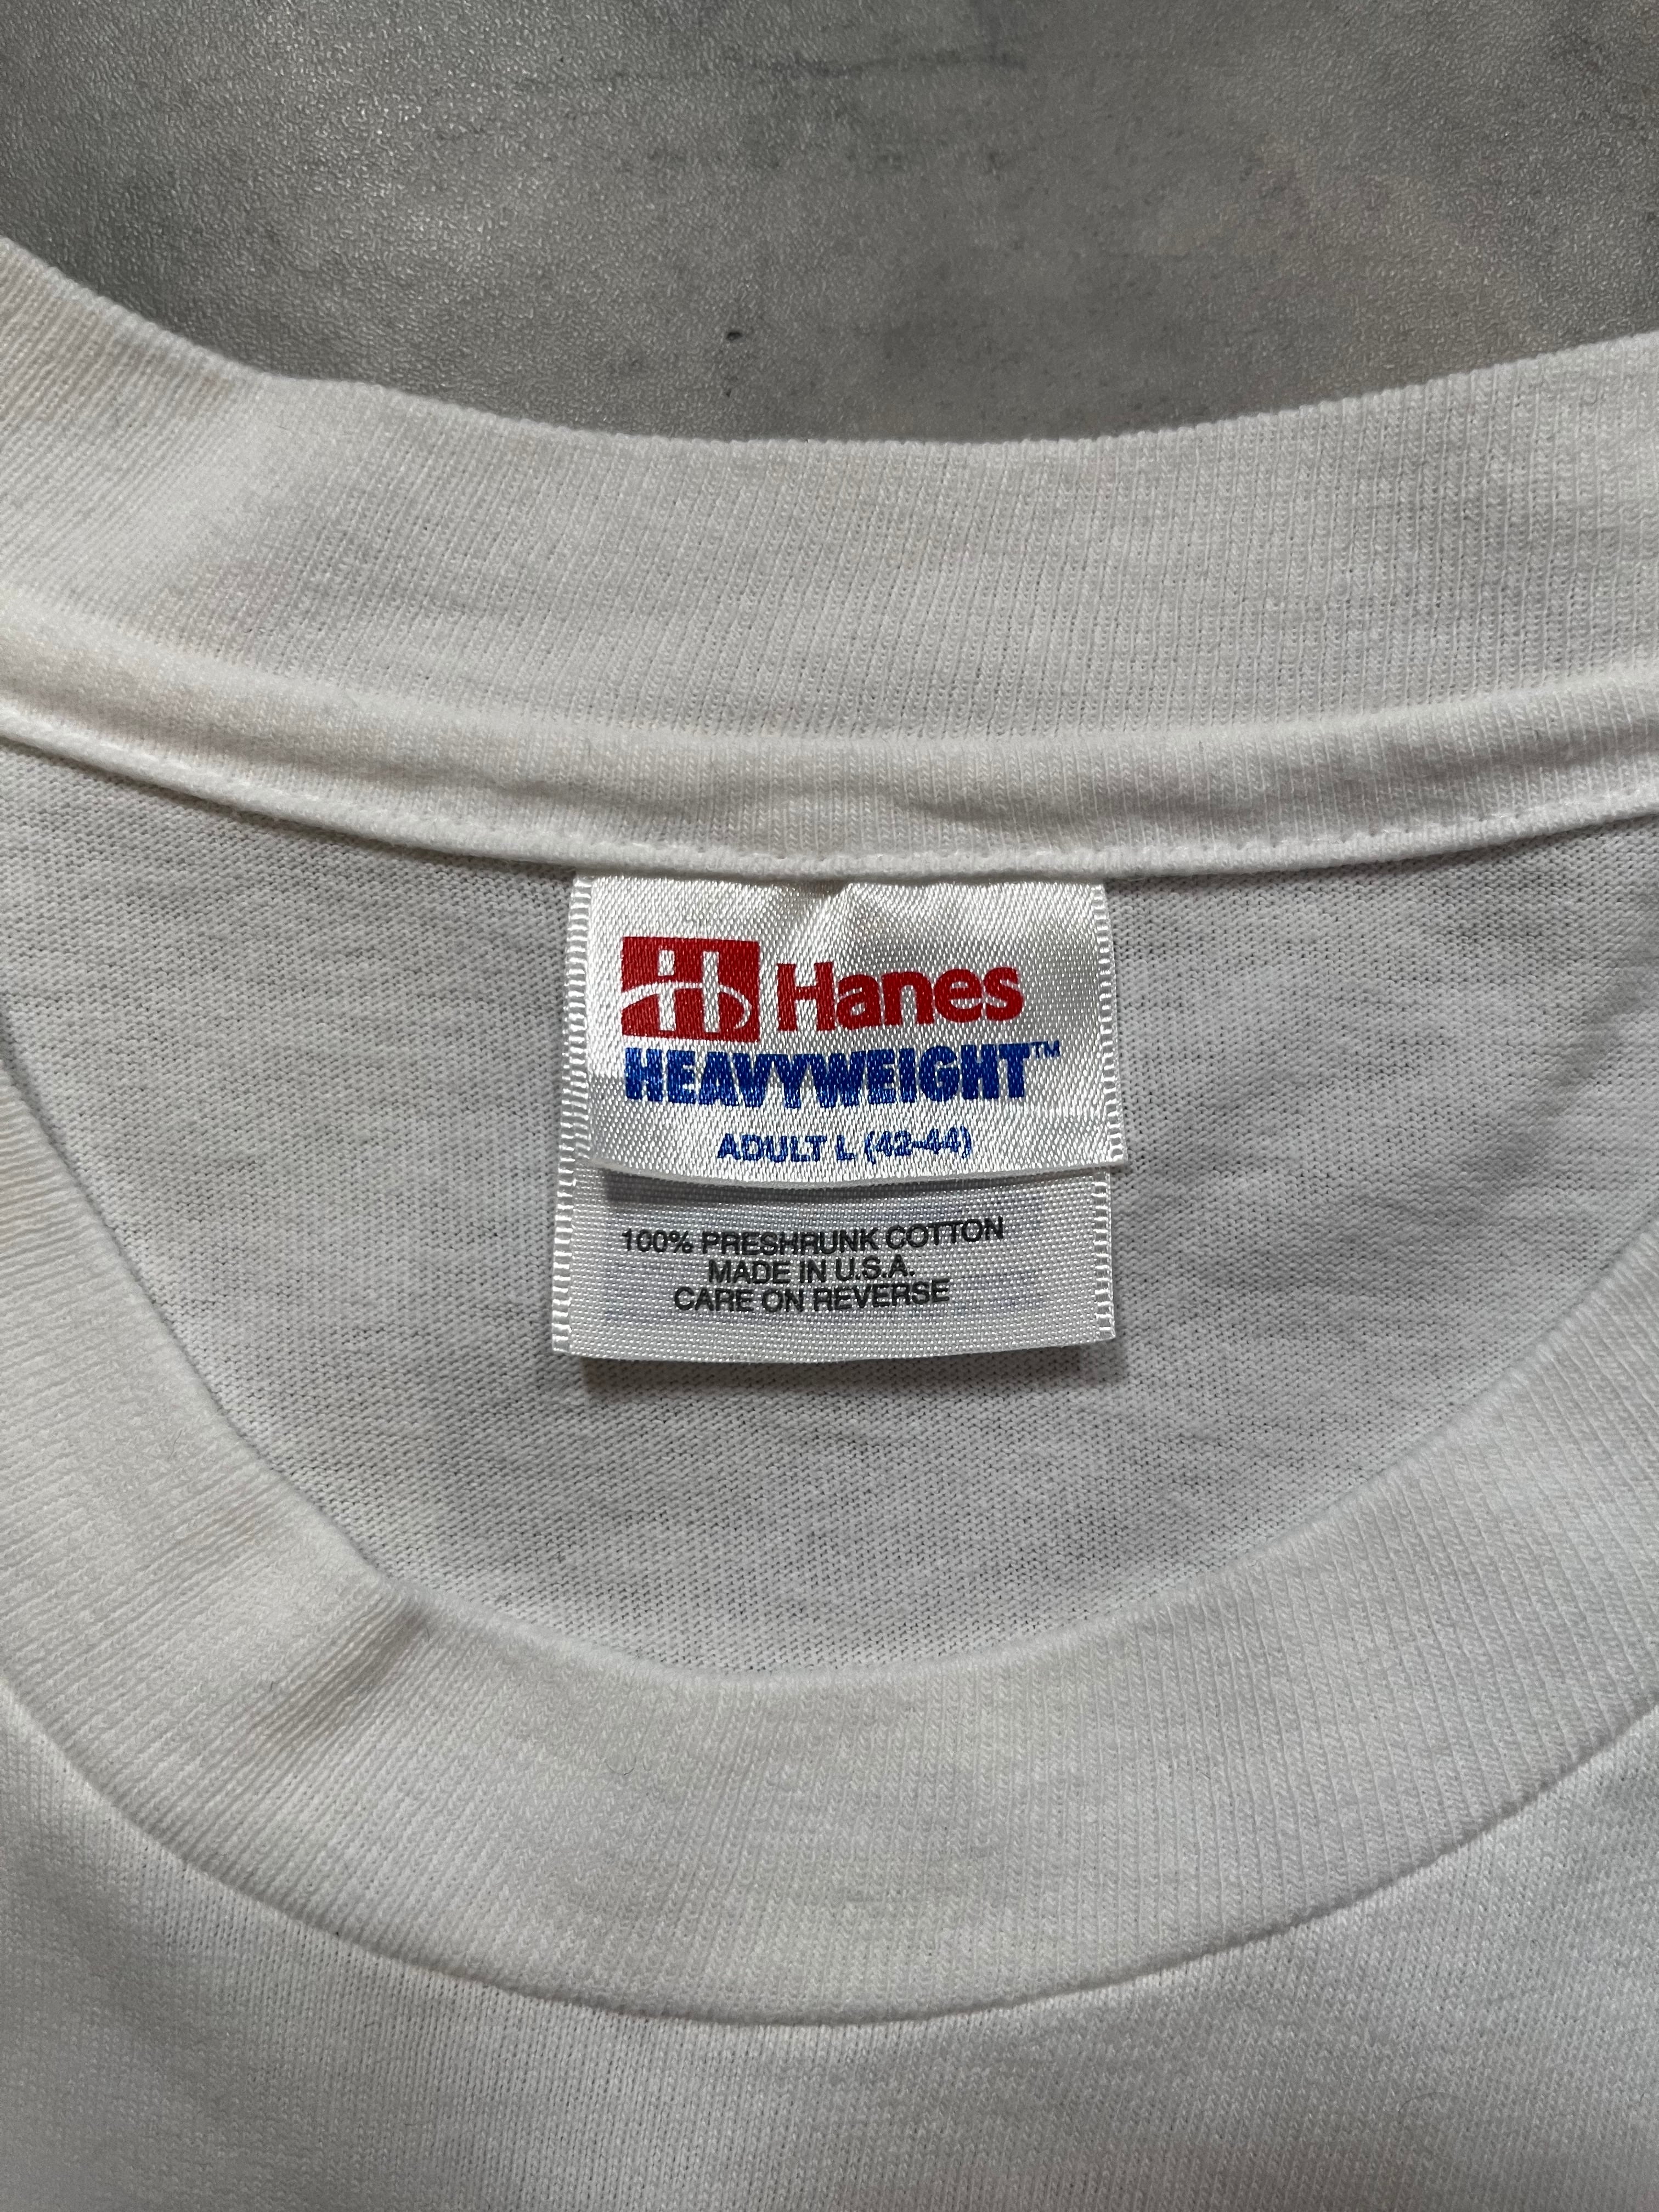 Hanes
HEAVYWEIGHT™
ADULT L (42-44)
100% PRESHRUNK COTTON
MADE IN U.S.A.
CARE ON REVERSE